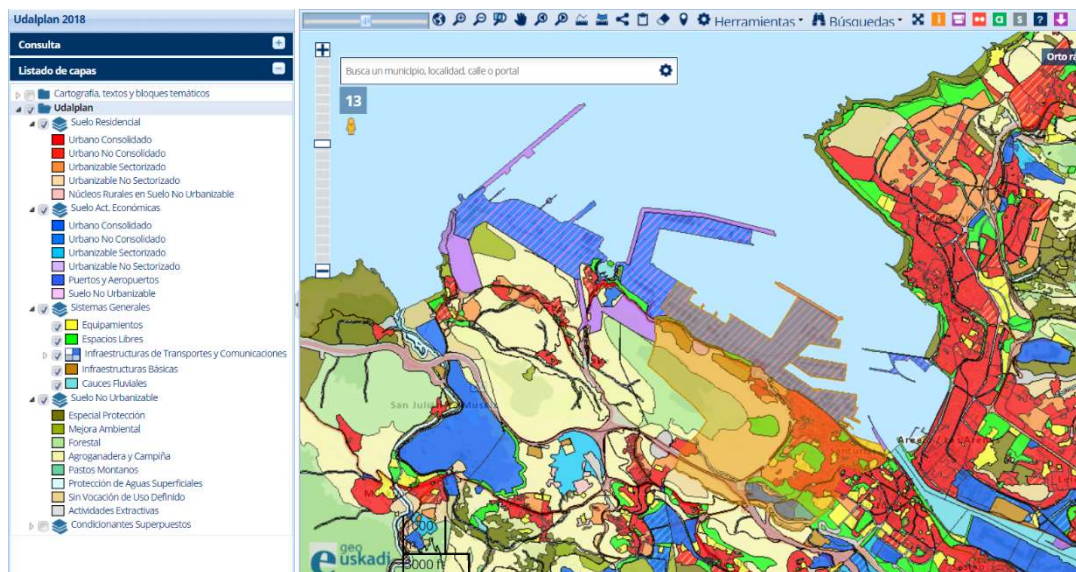 Udalplan 2018
Consulta
Listado de capas
Cartografía, textos y bloques temáticos
Udalplan
Suelo Residencial
Urbano Consolidado
Urbano No Consolidado
Urbanizable Sectorizado
Urbanizable No Sectorizado
Núcleos Rurales en Suelo No Urbanizable
Suelo Act. Económicas
Urbano Consolidado
Urbano No Consolidado
Urbanizable Sectorizado
Urbanizable No Sectorizado
Puertos y Aeropuertos
Suelo No Urbanizable
Sistemas Generales
Equipamientos
Espacios Libres
Infraestructuras de Transportes y Comunicaciones
Infraestructuras Básicas
Cauces Fluviales
Suelo No Urbanizable
Especial Protección
Mejora Ambiental
Forestal
Agroganadera y Campiña
Pastos Montanos
Protección de Aguas Superficiales
Sin Vocación de Uso Definido
Actividades Extractivas
Condicionantes Superpuestos
Herramientas
Búsquedas
Busca un municipio, localidad, calle o portal
Orto ra
13
San Juli
geo
euskadi
3000 ft